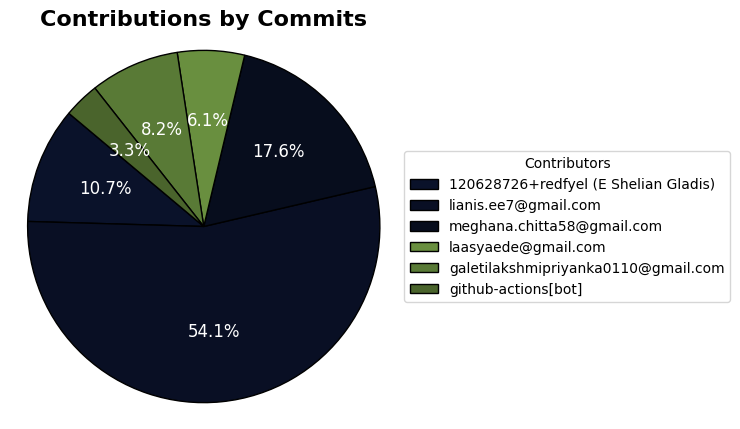 Contributions by Commits
6.1%
17.6%
8.2%
3.3%
10.7%
54.1%
Contributors
120628726+redfyel (E Shelian Gladis)
lianis.ee7@gmail.com
meghana.chitta58@gmail.com
laasyaede@gmail.com
galetilakshmipriyanka0110@gmail.com
github-actions[bot]